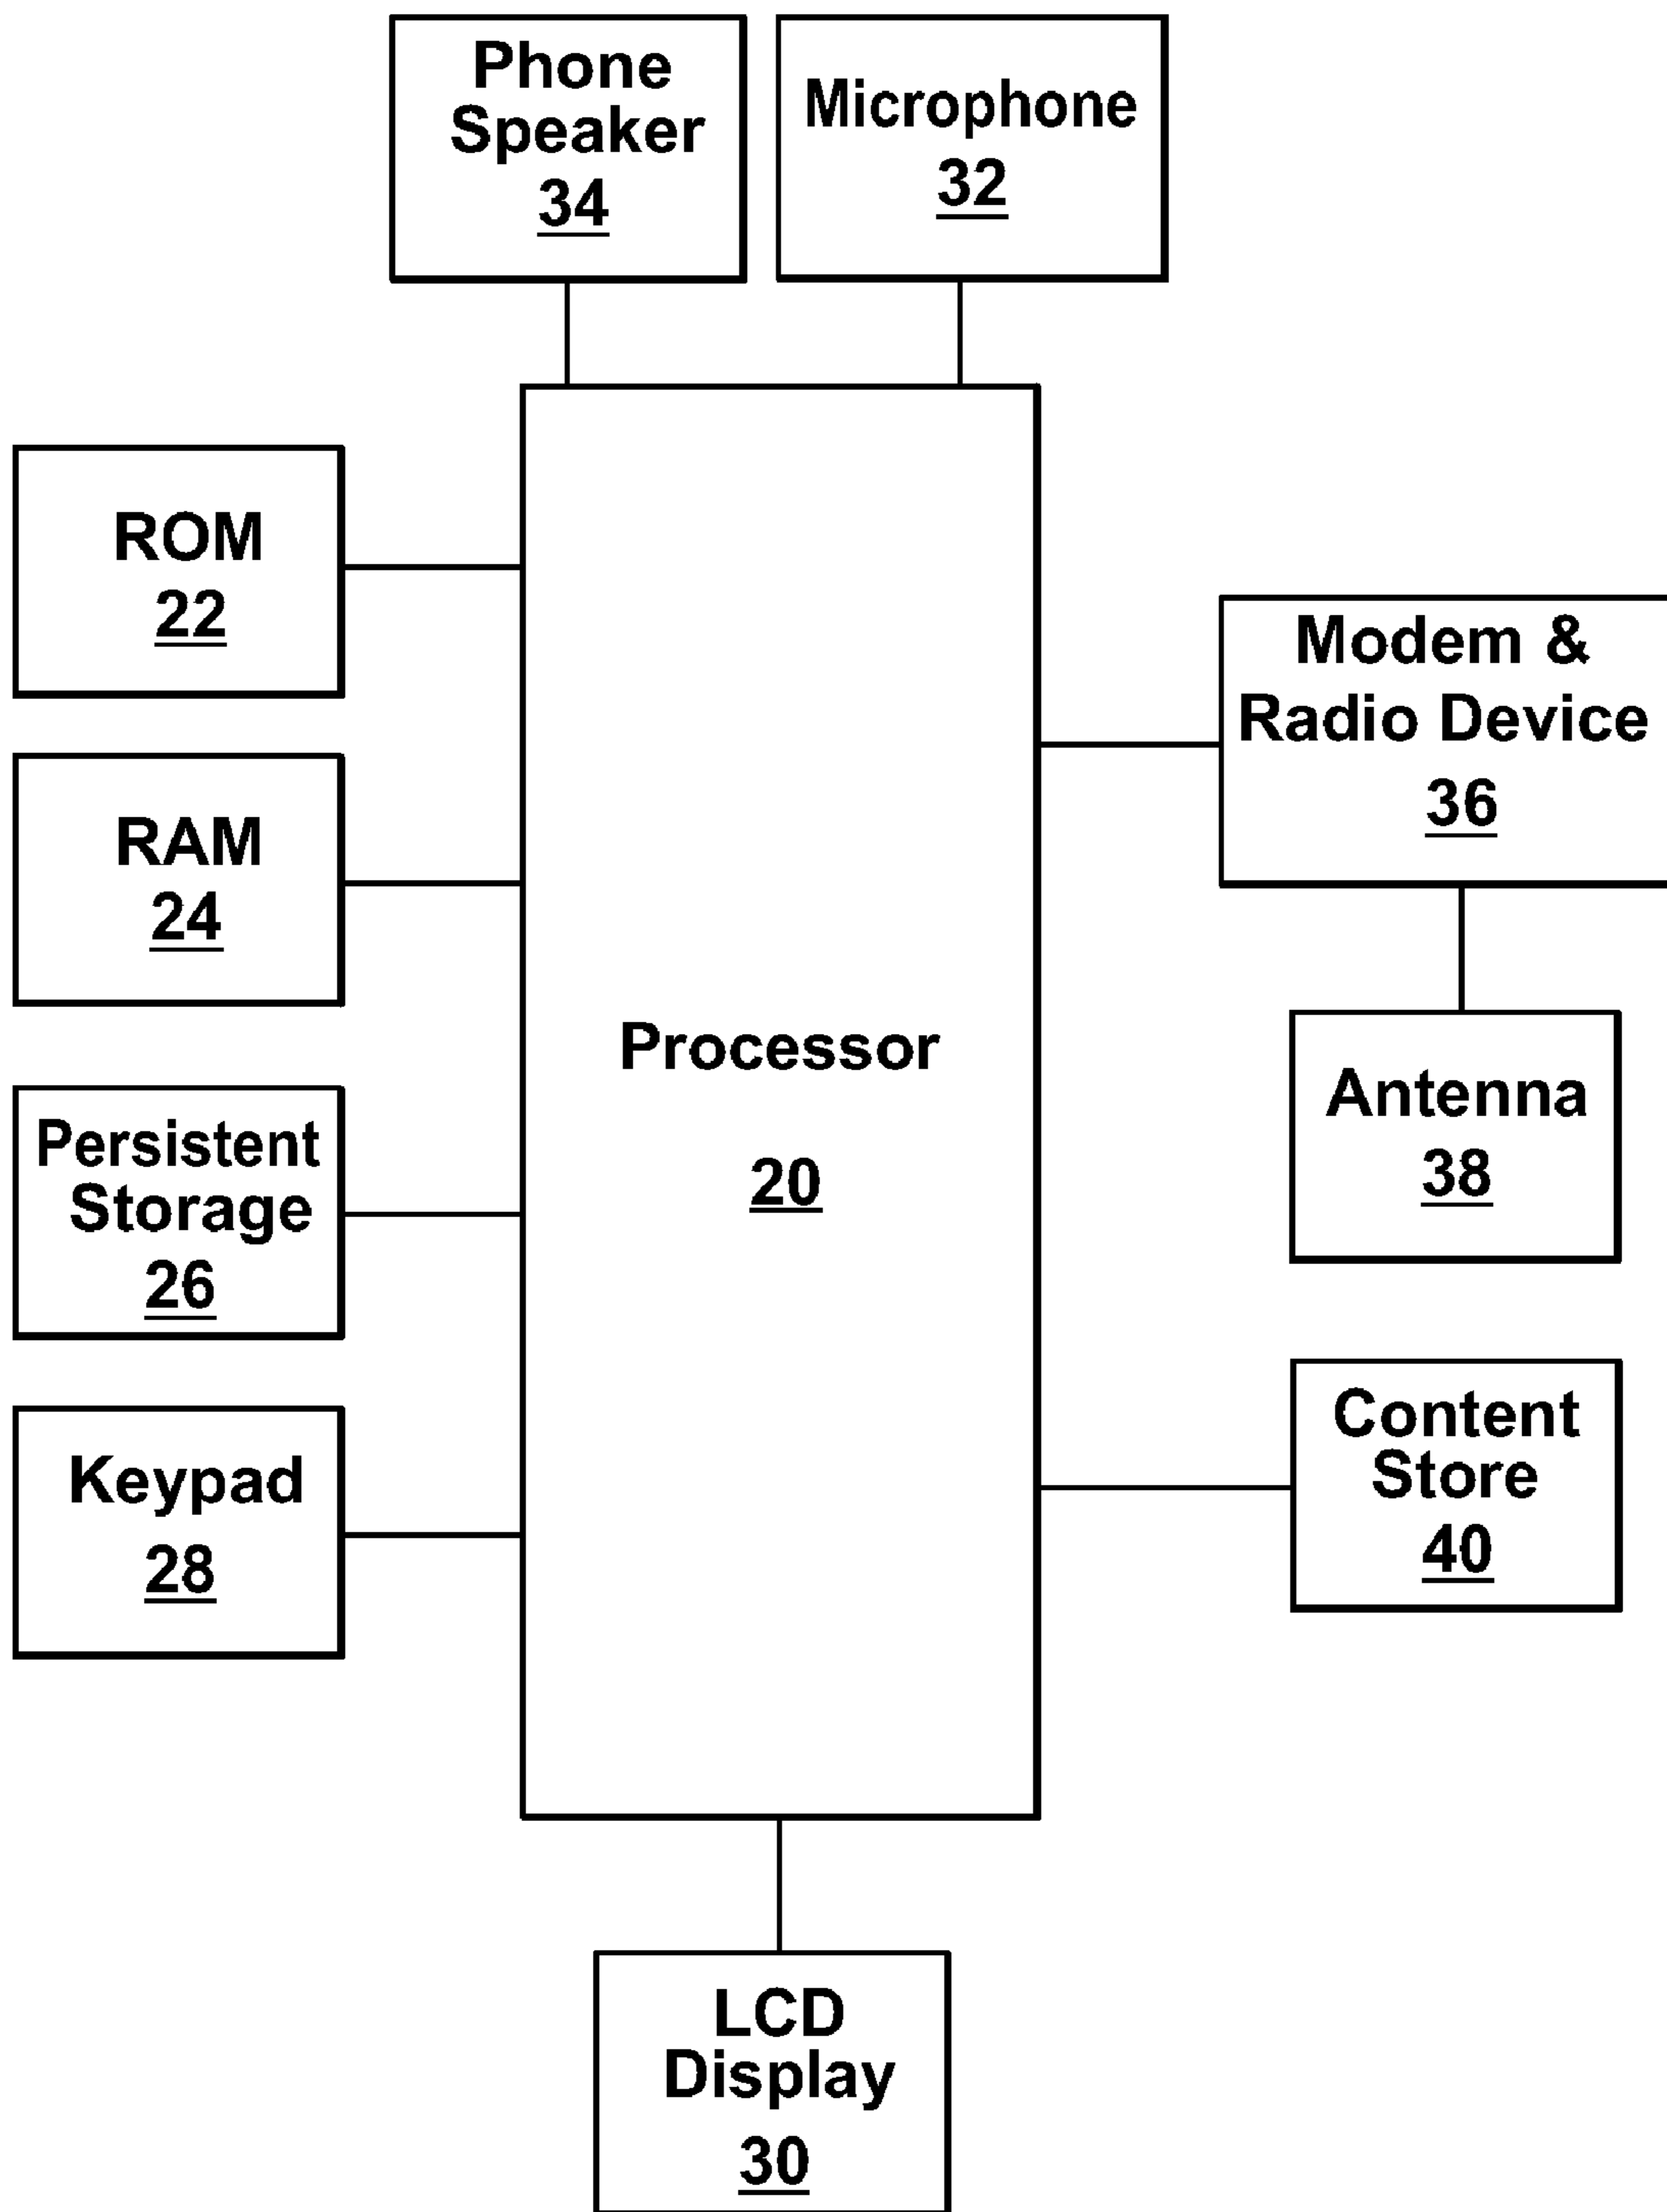 Phone
Speaker
34
Microphone
32
ROM
22
RAM
24
Persistent
Storage
26
Keypad
28
Processor
20
Modem &
Radio Device
36
Antenna
38
Content
Store
40
LCD
Display
30